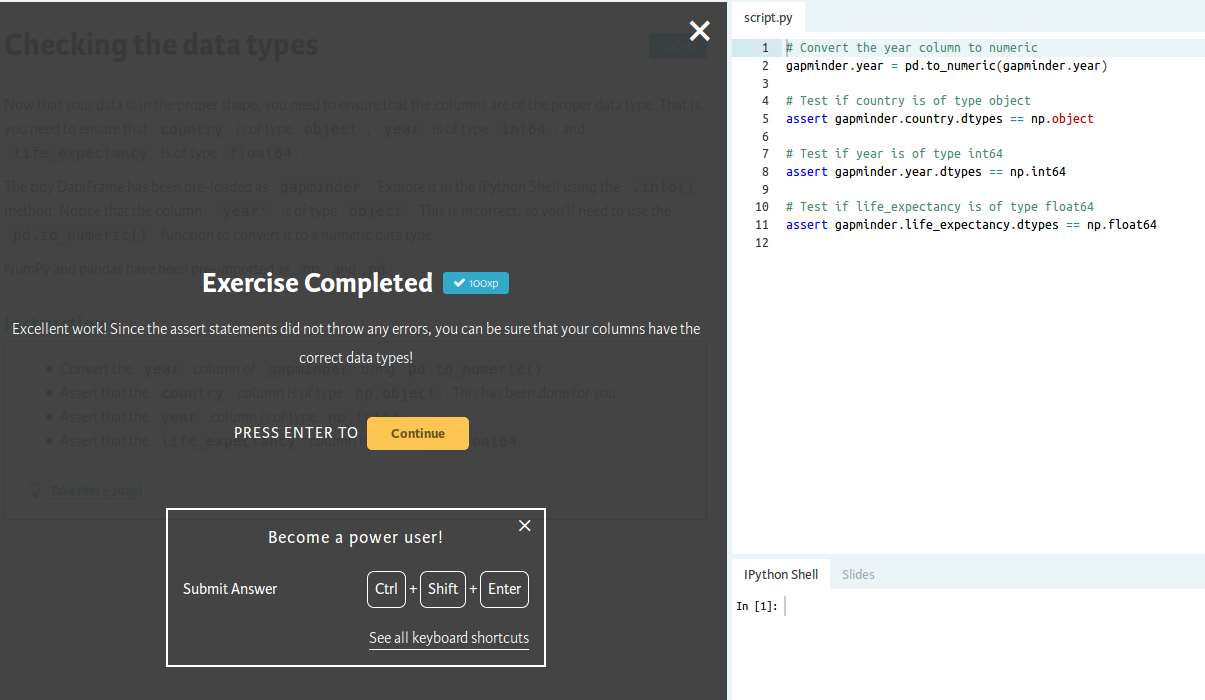 Checking the data types
Now that your data is in the proper shape, you need to ensure that the columns are of the proper data type. That is,
you need to ensure that country is of type object , year is of type int64 , and
life_expectancy is of type float64 .
The tidy DataFrame has been pre-loaded as gapminder . Explore it in the IPython Shell using the .info()
method. Notice that the column 'year' is of type object . This is incorrect, so you'll need to use the
pd.to_numeric() function to convert it to a numeric data type.
NumPy and pandas have been pre-imported as np and pd .
Exercise Completed
100xp
Excellent work! Since the assert statements did not throw any errors, you can be sure that your columns have the
correct data types!
Convert the year column of gapminder using pd.to_numeric()
Assert that the country column is of type np.object . This has been done for you
Assert that the year column is of type np.int64
Assert that the life_expectancy
PRESS ENTER TO Continue
Take Hint (-30xp)
Become a power user!
Submit Answer Ctrl + Shift + Enter
See all keyboard shortcuts
script.py
1 # Convert the year column to numeric
2 gapminder.year = pd.to_numeric(gapminder.year)
3
4 # Test if country is of type object
5 assert gapminder.country.dtypes == np.object
6
7 # Test if year is of type int64
8 assert gapminder.year.dtypes == np.int64
9
10 # Test if life_expectancy is of type float64
11 assert gapminder.life_expectancy.dtypes == np.float64
12
IPython Shell Slides
In [1]: